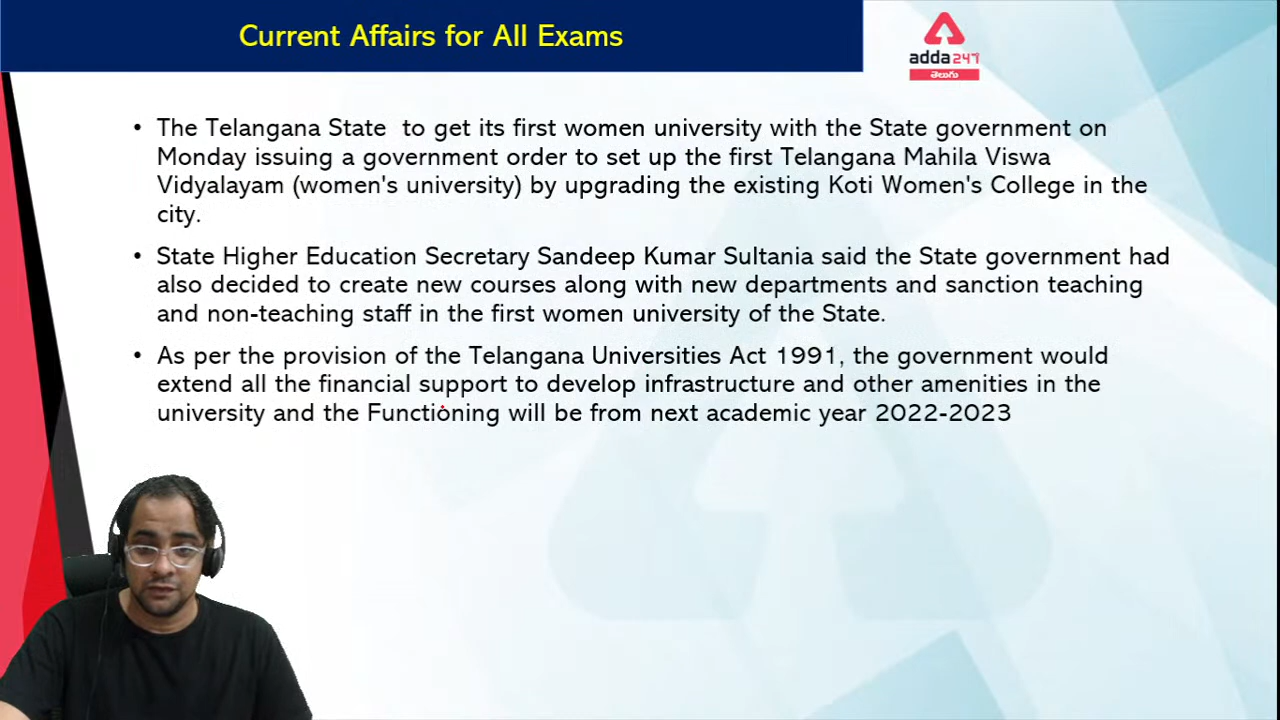 Current Affairs for All Exams
adda247
తెలుగు
• The Telangana State to get its first women university with the State government on
Monday issuing a government order to set up the first Telangana Mahila Viswa
Vidyalayam (women's university) by upgrading the existing Koti Women's College in the
city.
• State Higher Education Secretary Sandeep Kumar Sultania said the State government had
also decided to create new courses along with new departments and sanction teaching
and non-teaching staff in the first women university of the State.
• As per the provision of the Telangana Universities Act 1991, the government would
extend all the financial support to develop infrastructure and other amenities in the
university and the Functioning will be from next academic year 2022-2023